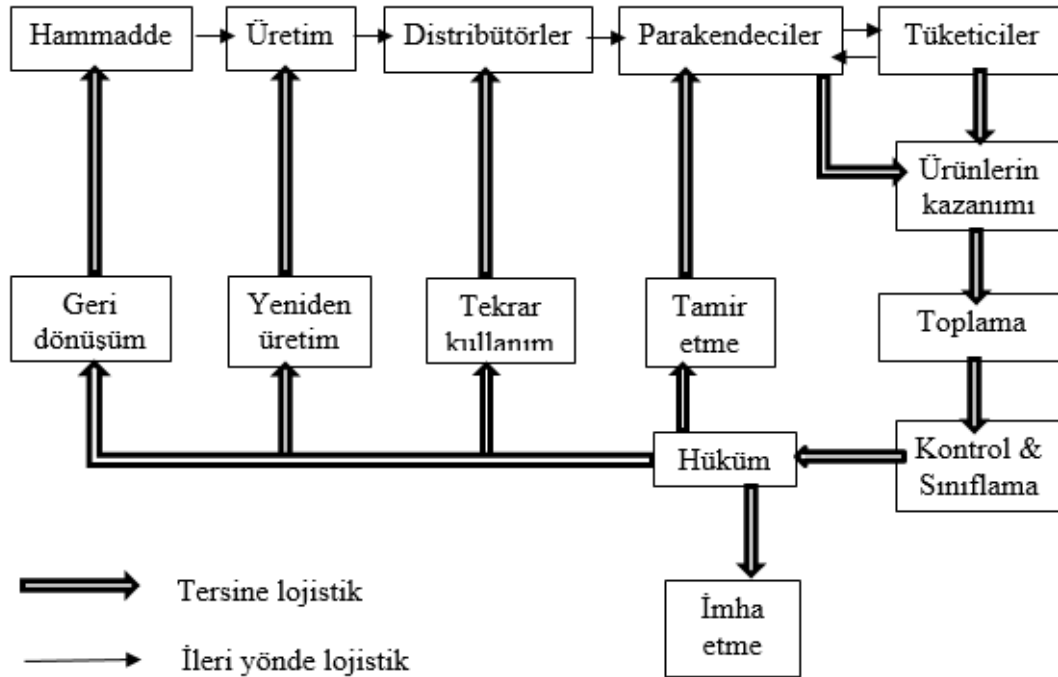 Hammadde
Üretim
Distribütörler
Parakendeciler
Tüketiciler
Ürünlerin
kazanımı
Geri
dönüşüm
Yeniden
üretim
Tekrar
kullanım
Tamir
etme
Toplama
Hüküm
Kontrol &
Sınıflama
Tersine lojistik
İmha
etme
İleri yönde lojistik